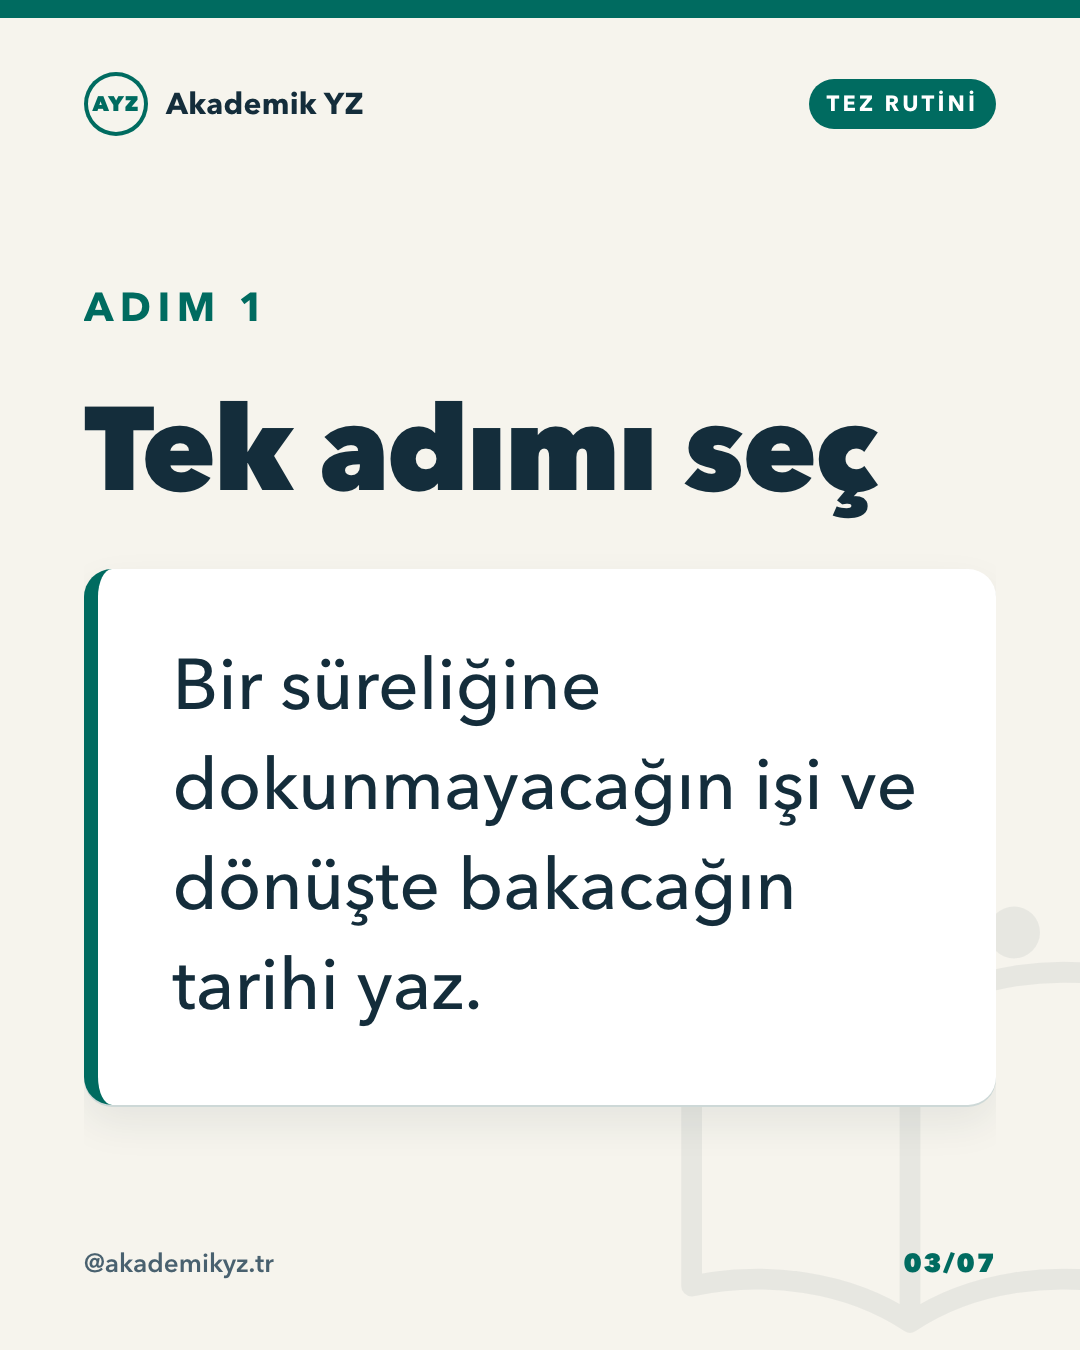 AYZ Akademik YZ
TEZ RUTİNİ
ADIM 1
Tek adımı seç
Bir süreliğine
dokunmayacağın işi ve
dönüşte bakacağın
tarihi yaz.
@akademikyz.tr
03/07